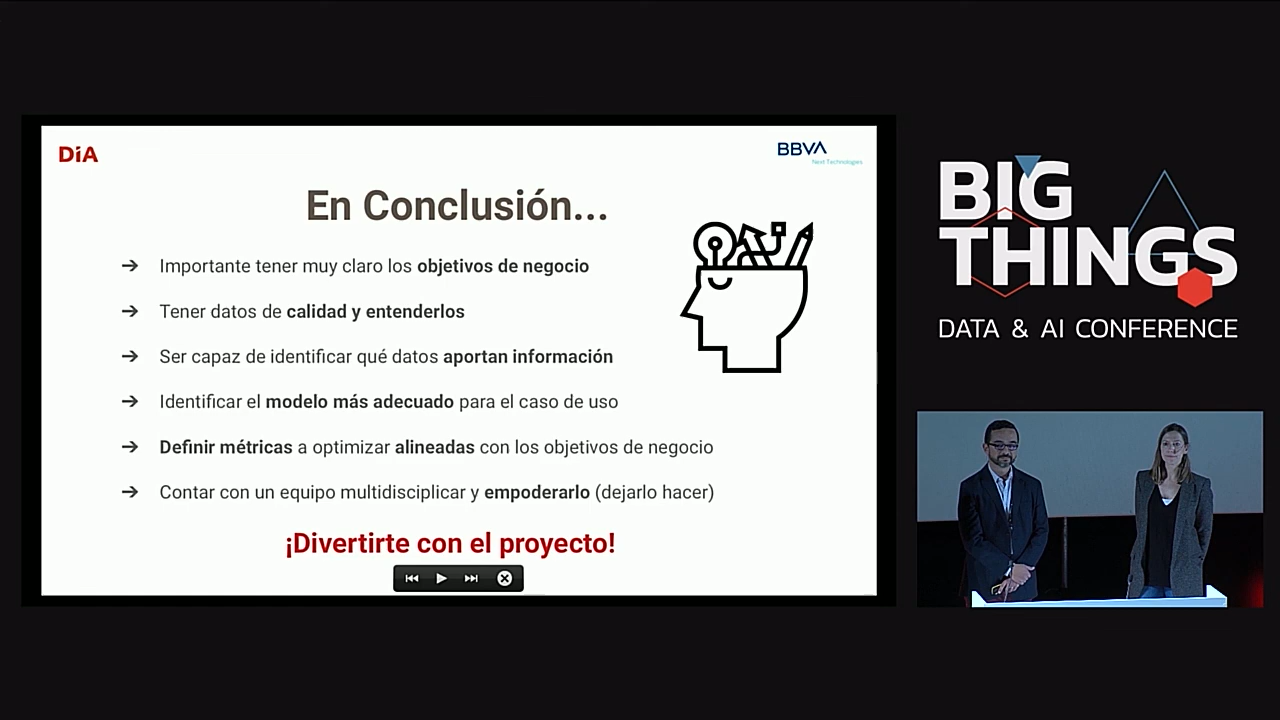 DiA
BBVA
Next Technologies
En Conclusión...
➔ Importante tener muy claro los objetivos de negocio
➔ Tener datos de calidad y entenderlos
➔ Ser capaz de identificar qué datos aportan información
➔ Identificar el modelo más adecuado para el caso de uso
➔ Definir métricas a optimizar alineadas con los objetivos de negocio
➔ Contar con un equipo multidisciplicar y empoderarlo (dejarlo hacer)
¡Divertirte con el proyecto!
BIG
THINGS
DATA & AI CONFERENCE